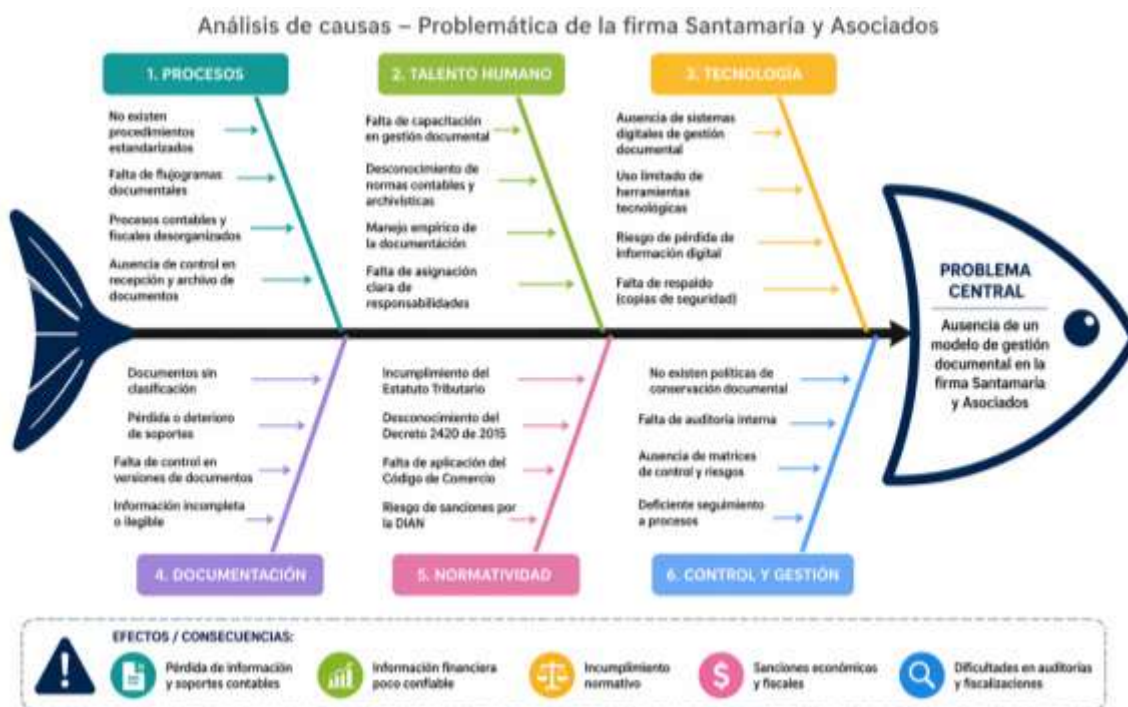 Análisis de causas – Problemática de la firma Santamaría y Asociados
1. PROCESOS
No existen
procedimientos
estandarizados
Falta de flujogramas
documentales
Procesos contables y
fiscales desorganizados
Ausencia de control en
recepción y archivo de
documentos
2. TALENTO HUMANO
Falta de capacitación
en gestión documental
Desconocimiento de
normas contables y
archivísticas
Manejo empírico de
la documentación
Falta de asignación
clara de
responsabilidades
3. TECNOLOGÍA
Ausencia de sistemas
digitales de gestión
documental
Uso limitado de
herramientas
tecnológicas
Riesgo de pérdida de
información digital
Falta de respaldo
(copias de seguridad)
PROBLEMA
CENTRAL
Ausencia de un
modelo de gestión
documental en la
firma Santamaría
y Asociados
Documentos sin
clasificación
Pérdida o deterioro
de soportes
Falta de control en
versiones de documentos
Información incompleta
o ilegible
4. DOCUMENTACIÓN
Incumplimiento del
Estatuto Tributario
Desconocimiento del
Decreto 2420 de 2015
Falta de aplicación del
Código de Comercio
Riesgo de sanciones por
la DIAN
5. NORMATIVIDAD
No existen políticas de
conservación documental
Falta de auditoría interna
Ausencia de matrices
de control y riesgos
Deficiente seguimiento
a procesos
6. CONTROL Y GESTIÓN
EFECTOS / CONSECUENCIAS:
Pérdida de información
y soportes contables
Información financiera
poco confiable
Incumplimiento
normativo
Sanciones económicas
y fiscales
Dificultades en auditorías
y fiscalizaciones